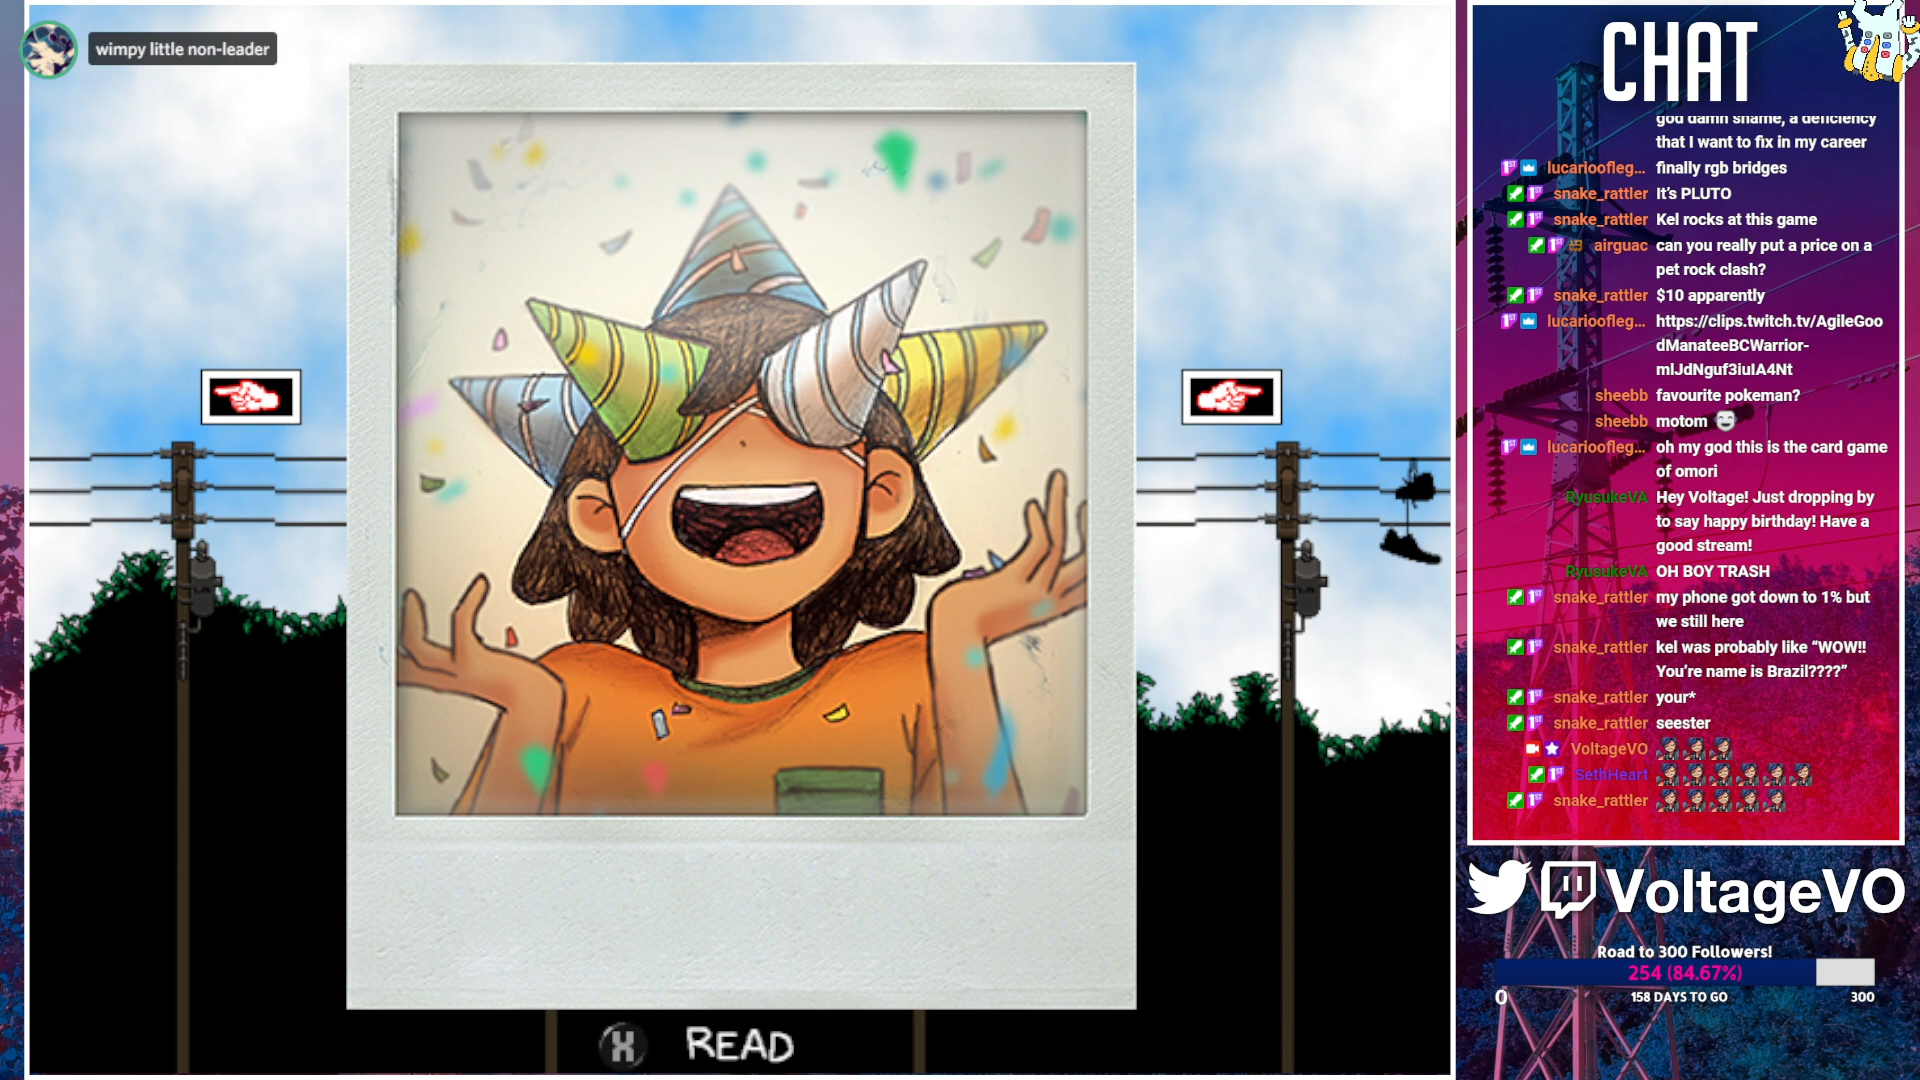 wimpy little non-leader
READ
CHAT
god damn shame, a deficiency
that I want to fix in my career
lucarioofleg... finally rgb bridges
snake_rattler It's PLUTO
snake_rattler Kel rocks at this game
airguac can you really put a price on a
pet rock clash?
snake_rattler $10 apparently
lucarioofleg... https://clips.twitch.tv/AgileGoo
dManateeBCWarrior-
mlJdNguf3iuIA4Nt
sheebb favourite pokeman?
sheebb motom
lucarioofleg... oh my god this is the card game
of omori
RyusukeVA Hey Voltage! Just dropping by
to say happy birthday! Have a
good stream!
RyusukeVA OH BOY TRASH
snake_rattler my phone got down to 1% but
we still here
snake_rattler kel was probably like “WOW!!
You’re name is Brazil????”
snake_rattler your*
snake_rattler seester
VoltageVO
SethHeart
snake_rattler
VoltageVO
Road to 300 Followers!
254 (84.67%)
0 158 DAYS TO GO 300